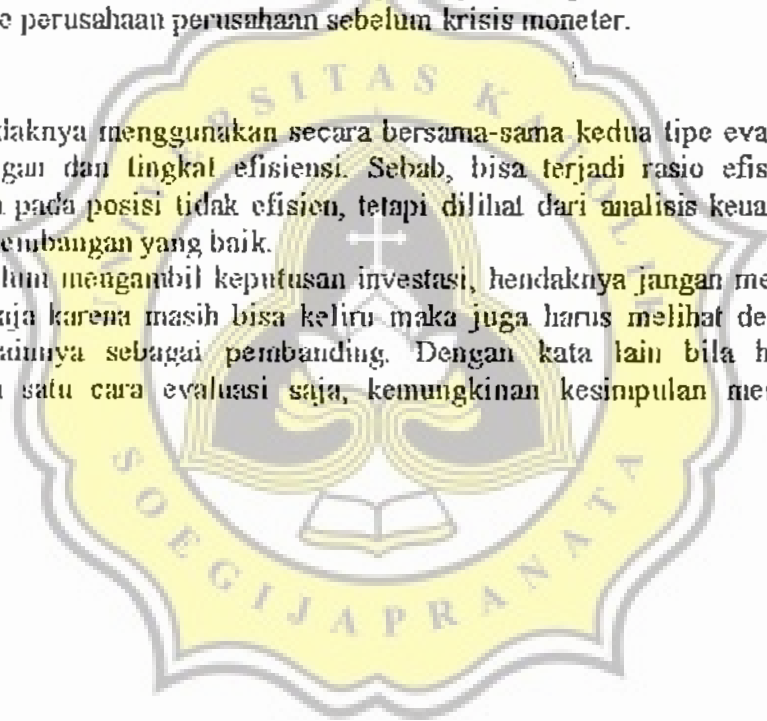 e perusahaan perusahaan sebelum krisis moneter.
daknya menggunakan secara bersama-sama kedua tipe eva
gan dan tingkat efisiensi. Sebab, bisa terjadi rasio efis
pada posisi tidak efisien, tetapi dilihat dari analisis keua
embangan yang baik.
lum mengambil keputusan investasi, hendaknya jangan me
aja karena masih bisa keliru maka juga harus melihat de
ainnya sebagai pembanding. Dengan kata lain bila h
satu cara evaluasi saja, kemungkinan kesimpulan me
UNIVERSITAS KATOLIK
SOEGIJAPRANATA